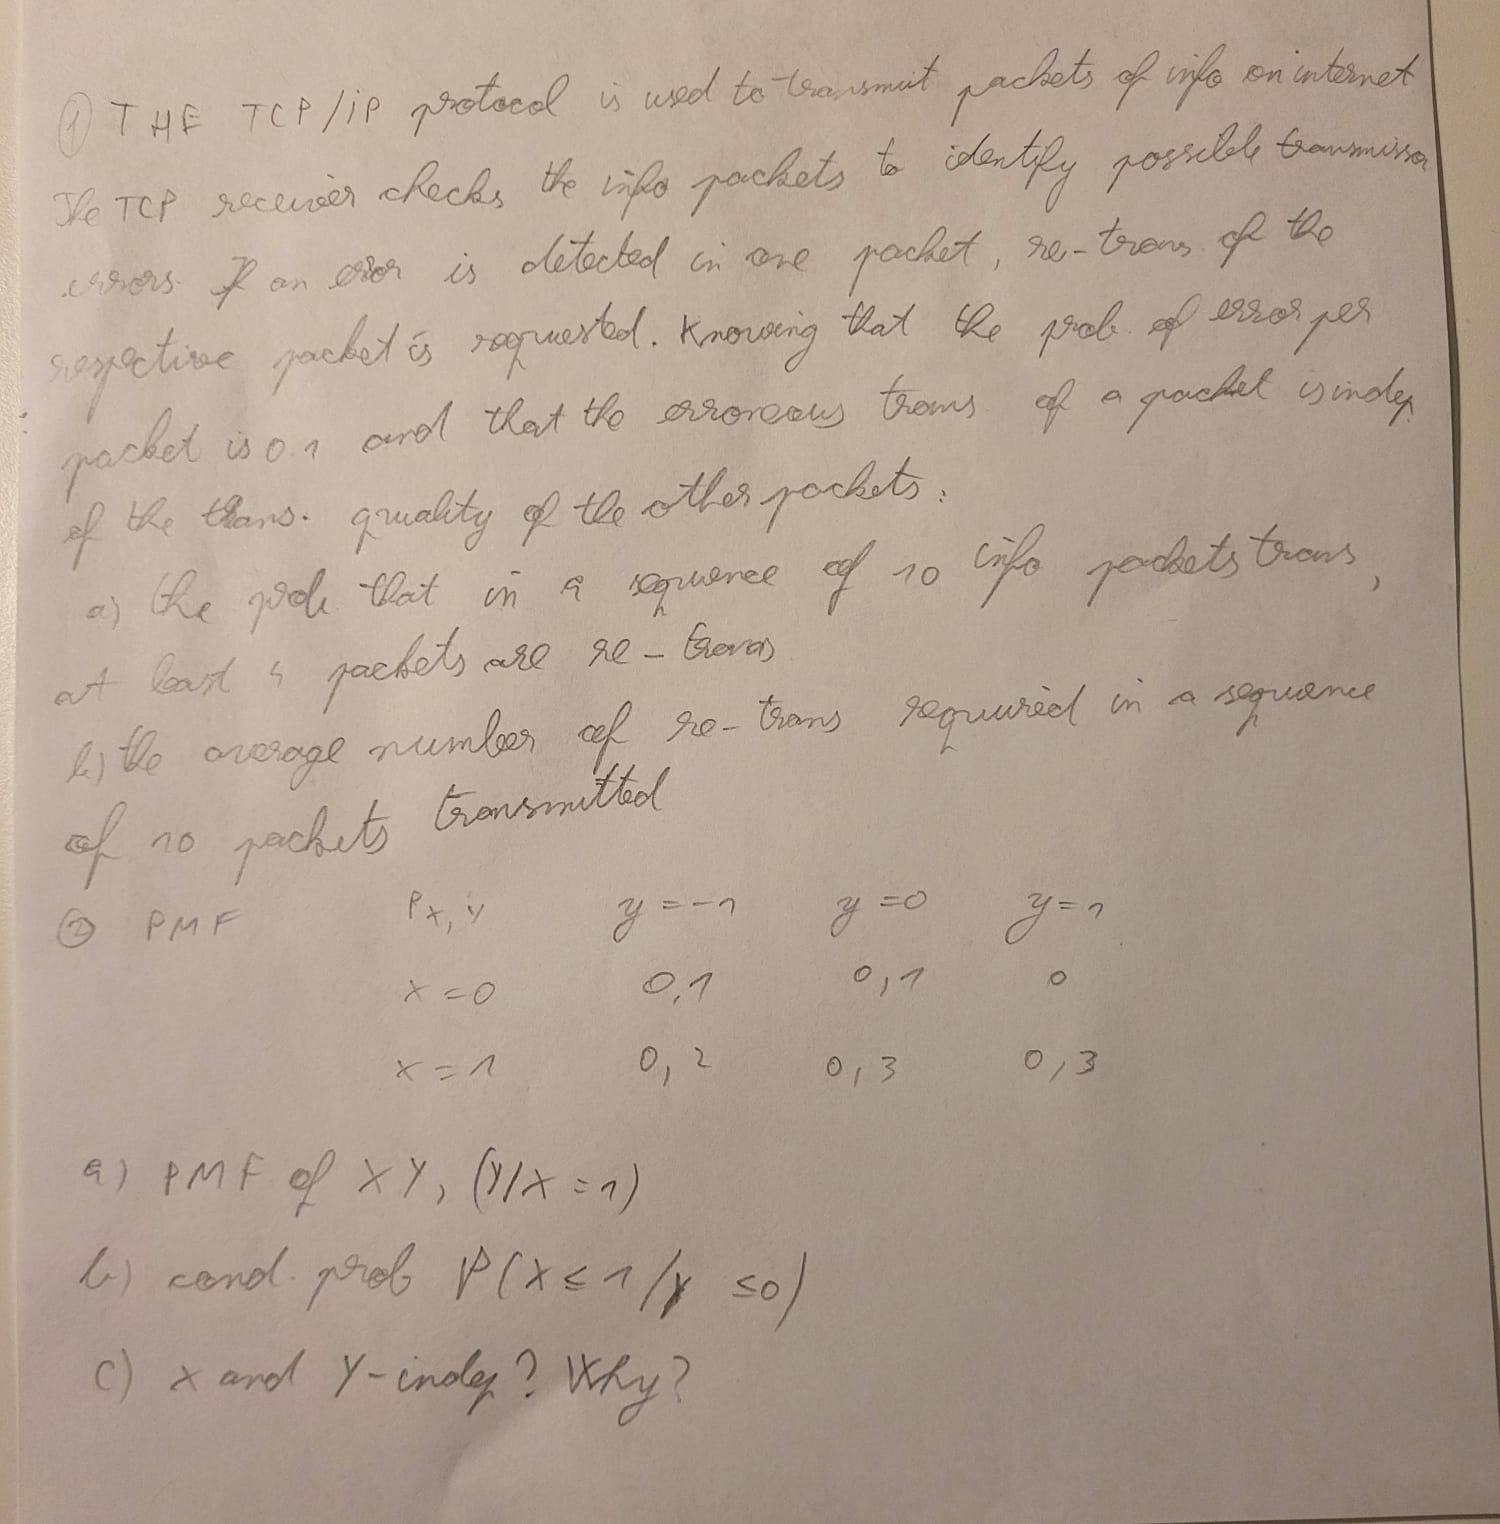 ① THE TCP/iP protocol is used to transmit packets of info on internet
The TCP receiver checks the info packets to identify possible transmission
errors. If an error is detected in one packet, re-trans. of the
respective packet is requested. Knowing that the prob. of error per
packet is 0.1 and that the erroneous trans of a packet is indep
of the trans. quality of the other packets:
a) the prob. that in a sequence of 10 info packets trans,
at least 4 packets are re-trans
b) the average number of re-trans required in a sequence
of 10 packets transmitted
② PMF PX,Y y=-1 y=0 y=1
x=0 0,1 0,1 0
x=1 0,2 0,3 0,3
a) PMF of XY, (Y/X=1)
b) cond. prob P(X≤1/Y ≤0)
c) x and Y-indep? Why?